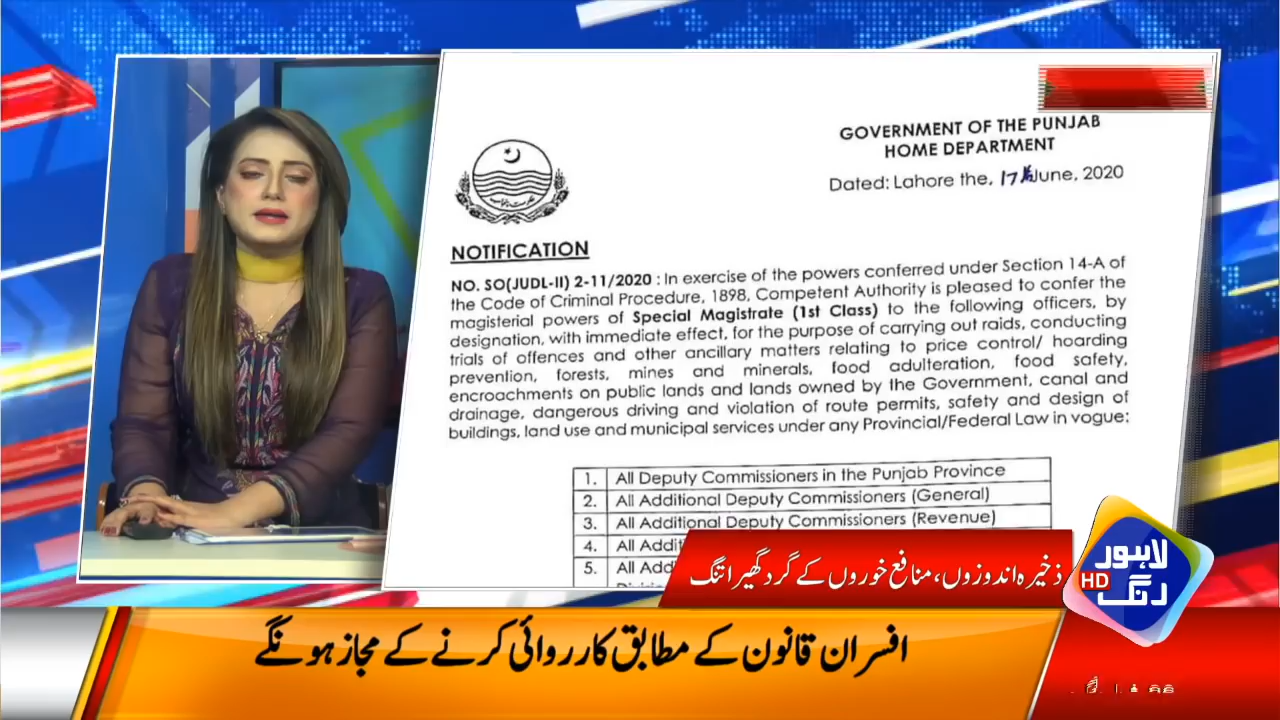 GOVERNMENT OF THE PUNJAB
HOME DEPARTMENT
Dated: Lahore the, 17 June, 2020
NOTIFICATION
NO. SO(JUDL-II) 2-11/2020 : In exercise of the powers conferred under Section 14-A of
the Code of Criminal Procedure, 1898, Competent Authority is pleased to confer the
magisterial powers of Special Magistrate (1st Class) to the following officers, by
designation, with immediate effect, for the purpose of carrying out raids, conducting
trials of offences and other ancillary matters relating to price control/ hoarding
prevention, forests, mines and minerals, food adulteration, food safety,
encroachments on public lands and lands owned by the Government, canal and
drainage, dangerous driving and violation of route permits, safety and design of
buildings, land use and municipal services under any Provincial/Federal Law in vogue:
1. All Deputy Commissioners in the Punjab Province
2. All Additional Deputy Commissioners (General)
3. All Additional Deputy Commissioners (Revenue)
4. All Addit
5. All Add
ذخیرہ اندوزوں، منافع خوروں کے گرد گھیرا تنگ
لاہور
رنگ
HD
افسران قانون کے مطابق کارروائی کرنے کے مجاز ہونگے